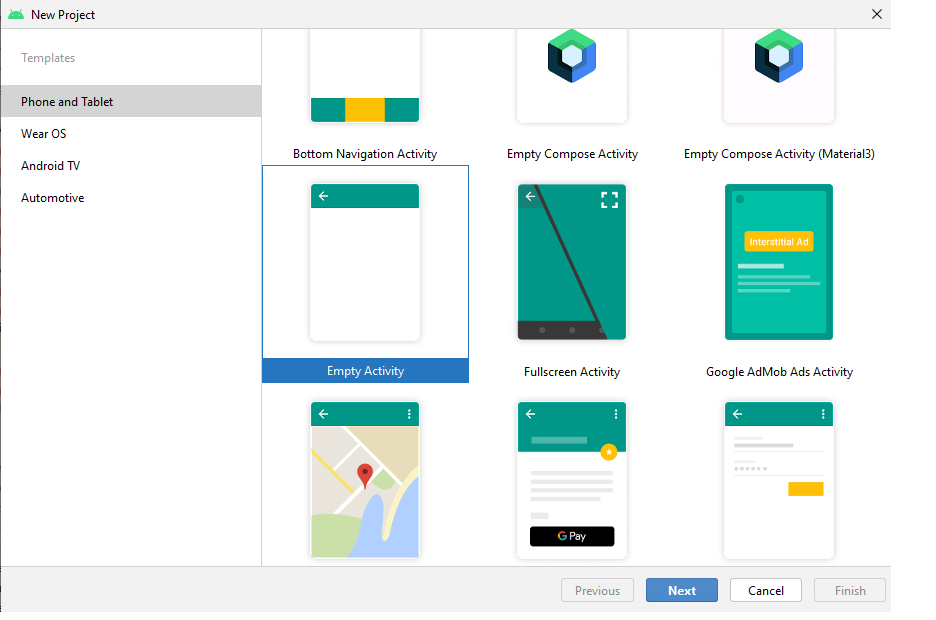 New Project
Templates
Phone and Tablet
Wear OS
Android TV
Automotive
Bottom Navigation Activity
Empty Compose Activity
Empty Compose Activity (Material3)
Interstitial Ad
Empty Activity
Fullscreen Activity
Google AdMob Ads Activity
G Pay
Previous
Next
Cancel
Finish